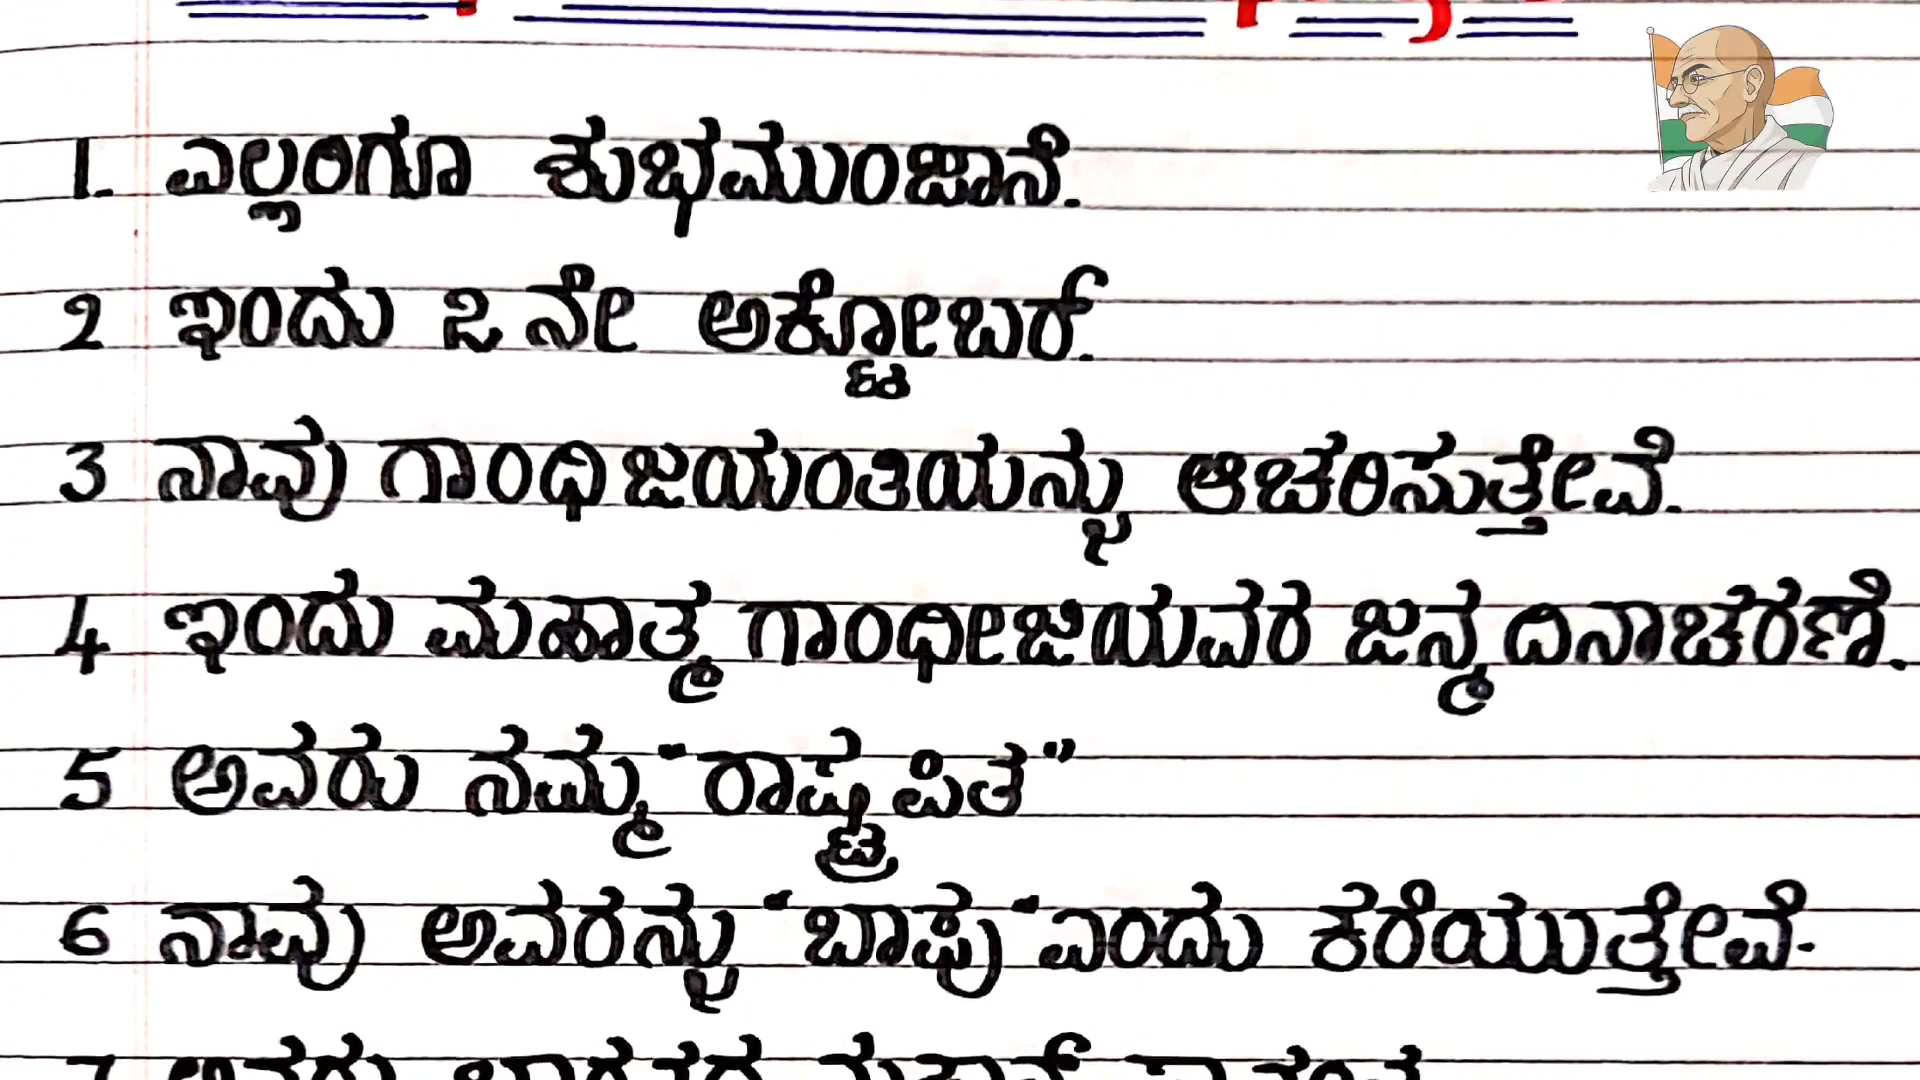 1. ಎಲ್ಲರಿಗೂ ಶುಭಮುಂಜಾನೆ.
2 ಇಂದು ೨ ನೇ ಅಕ್ಟೋಬರ್.
3 ನಾವು ಗಾಂಧಿ ಜಯಂತಿಯನ್ನು ಆಚರಿಸುತ್ತೇವೆ.
4 ಇಂದು ಮಹಾತ್ಮ ಗಾಂಧೀಜಿಯವರ ಜನ್ಮ ದಿನಾಚರಣೆ.
5 ಅವರು ನಮ್ಮ "ರಾಷ್ಟ್ರಪಿತ"
6 ನಾವು ಅವರನ್ನು "ಬಾಪು" ಎಂದು ಕರೆಯುತ್ತೇವೆ.